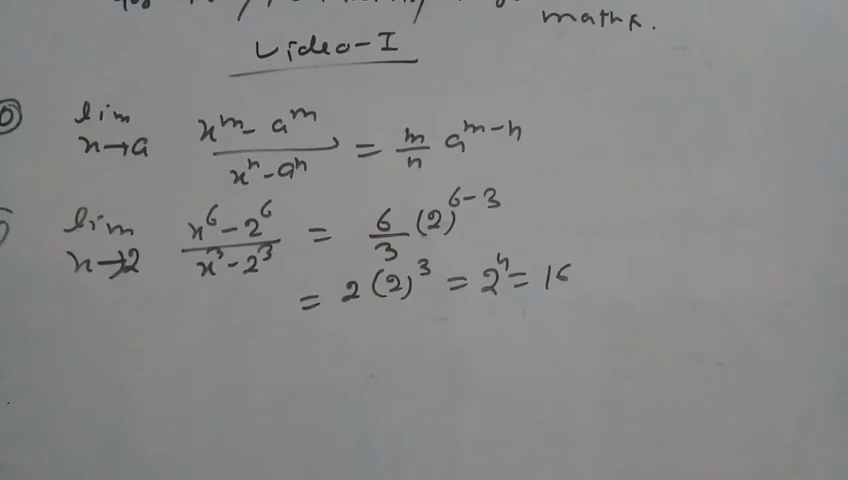 maths.
Video-I
lim x→a (x^m - a^m)/(x^n - a^n) = m/n a^(m-n)
lim x→2 (x^6 - 2^6)/(x^3 - 2^3) = 6/3 (2)^(6-3)
= 2 (2)^3 = 2^4 = 16